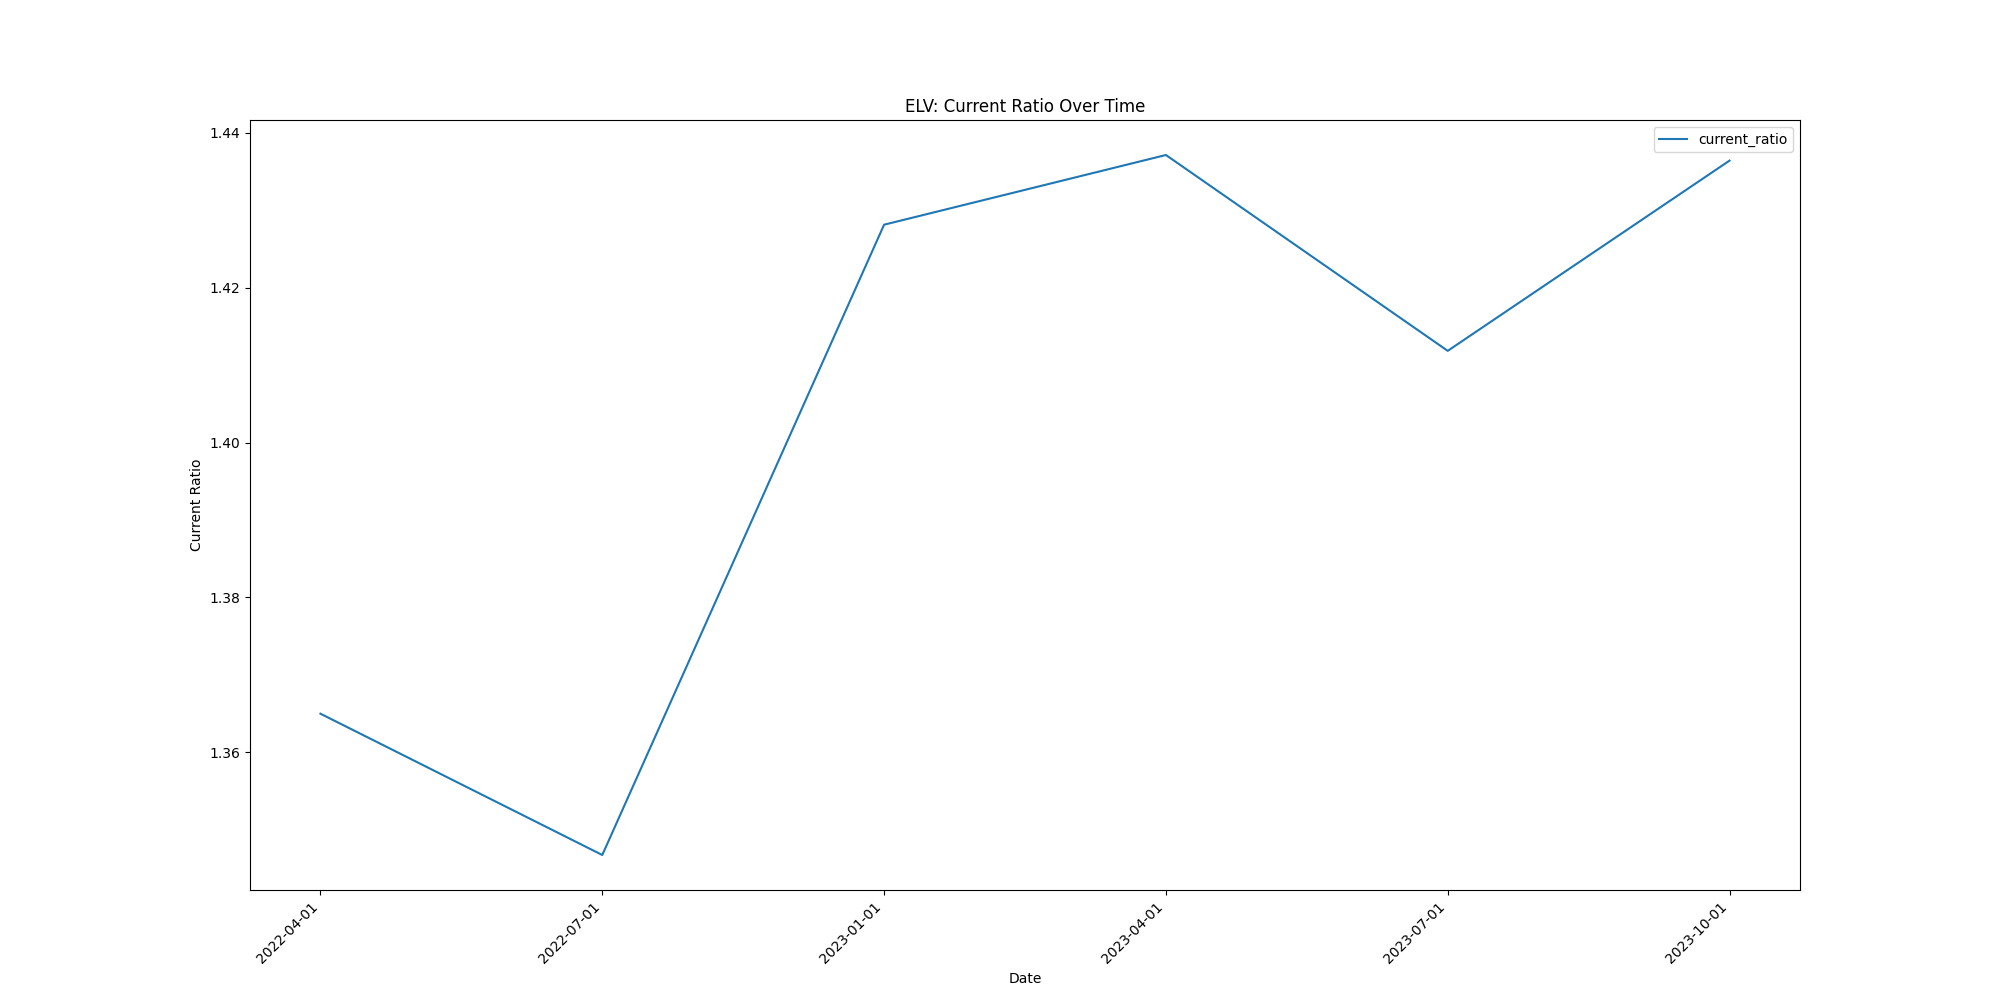 ELV: Current Ratio Over Time
current_ratio
1.44
1.42
1.40
1.38
1.36
Current Ratio
2022-04-01
2022-07-01
2023-01-01
2023-04-01
2023-07-01
2023-10-01
Date